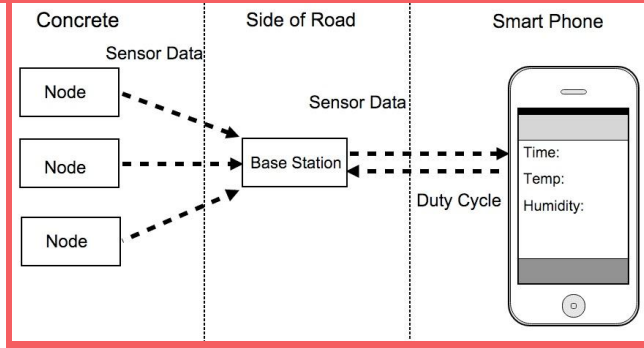 Concrete
Side of Road
Smart Phone
Sensor Data
Node
Node
Node
Base Station
Sensor Data
Duty Cycle
Time:
Temp:
Humidity: